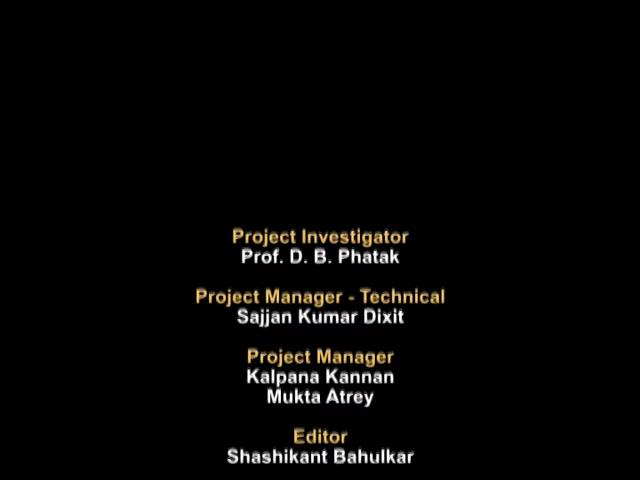 Project Investigator
Prof. D. B. Phatak
Project Manager - Technical
Sajjan Kumar Dixit
Project Manager
Kalpana Kannan
Mukta Atrey
Editor
Shashikant Bahulkar